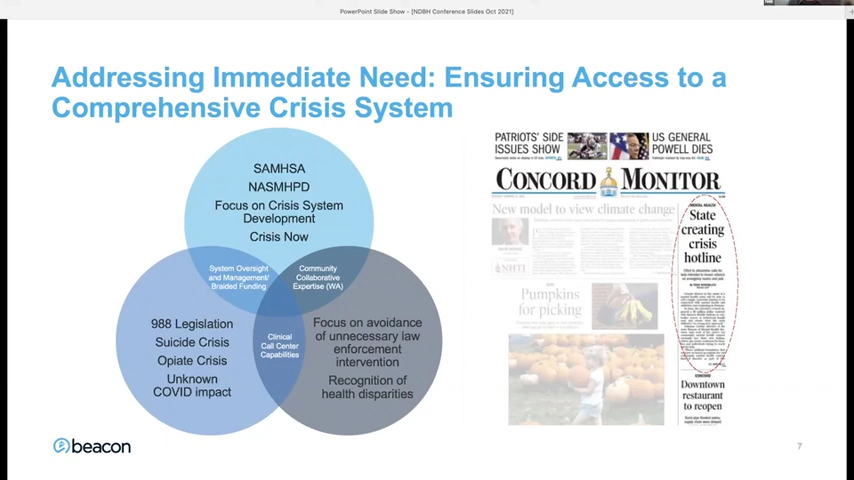 PowerPoint Slide Show - [NDBH Conference Slides Oct 2021]
Addressing Immediate Need: Ensuring Access to a
Comprehensive Crisis System
SAMHSA
NASMHPD
Focus on Crisis System
Development
Crisis Now
System Oversight
and Management/
Braided Funding
Community
Collaborative
Expertise (WA)
988 Legislation
Suicide Crisis
Opiate Crisis
Unknown
COVID impact
Clinical
Call Center
Capabilities
Focus on avoidance
of unnecessary law
enforcement
intervention
Recognition of
health disparities
PATRIOTS' SIDE
ISSUES SHOW
US GENERAL
POWELL DIES
CONCORD MONITOR
New model to view climate change
NHTI
Pumpkins
for picking
MENTAL HEALTH
State
creating
crisis
hotline
CONCORD
Downtown
restaurant
to reopen
beacon
7